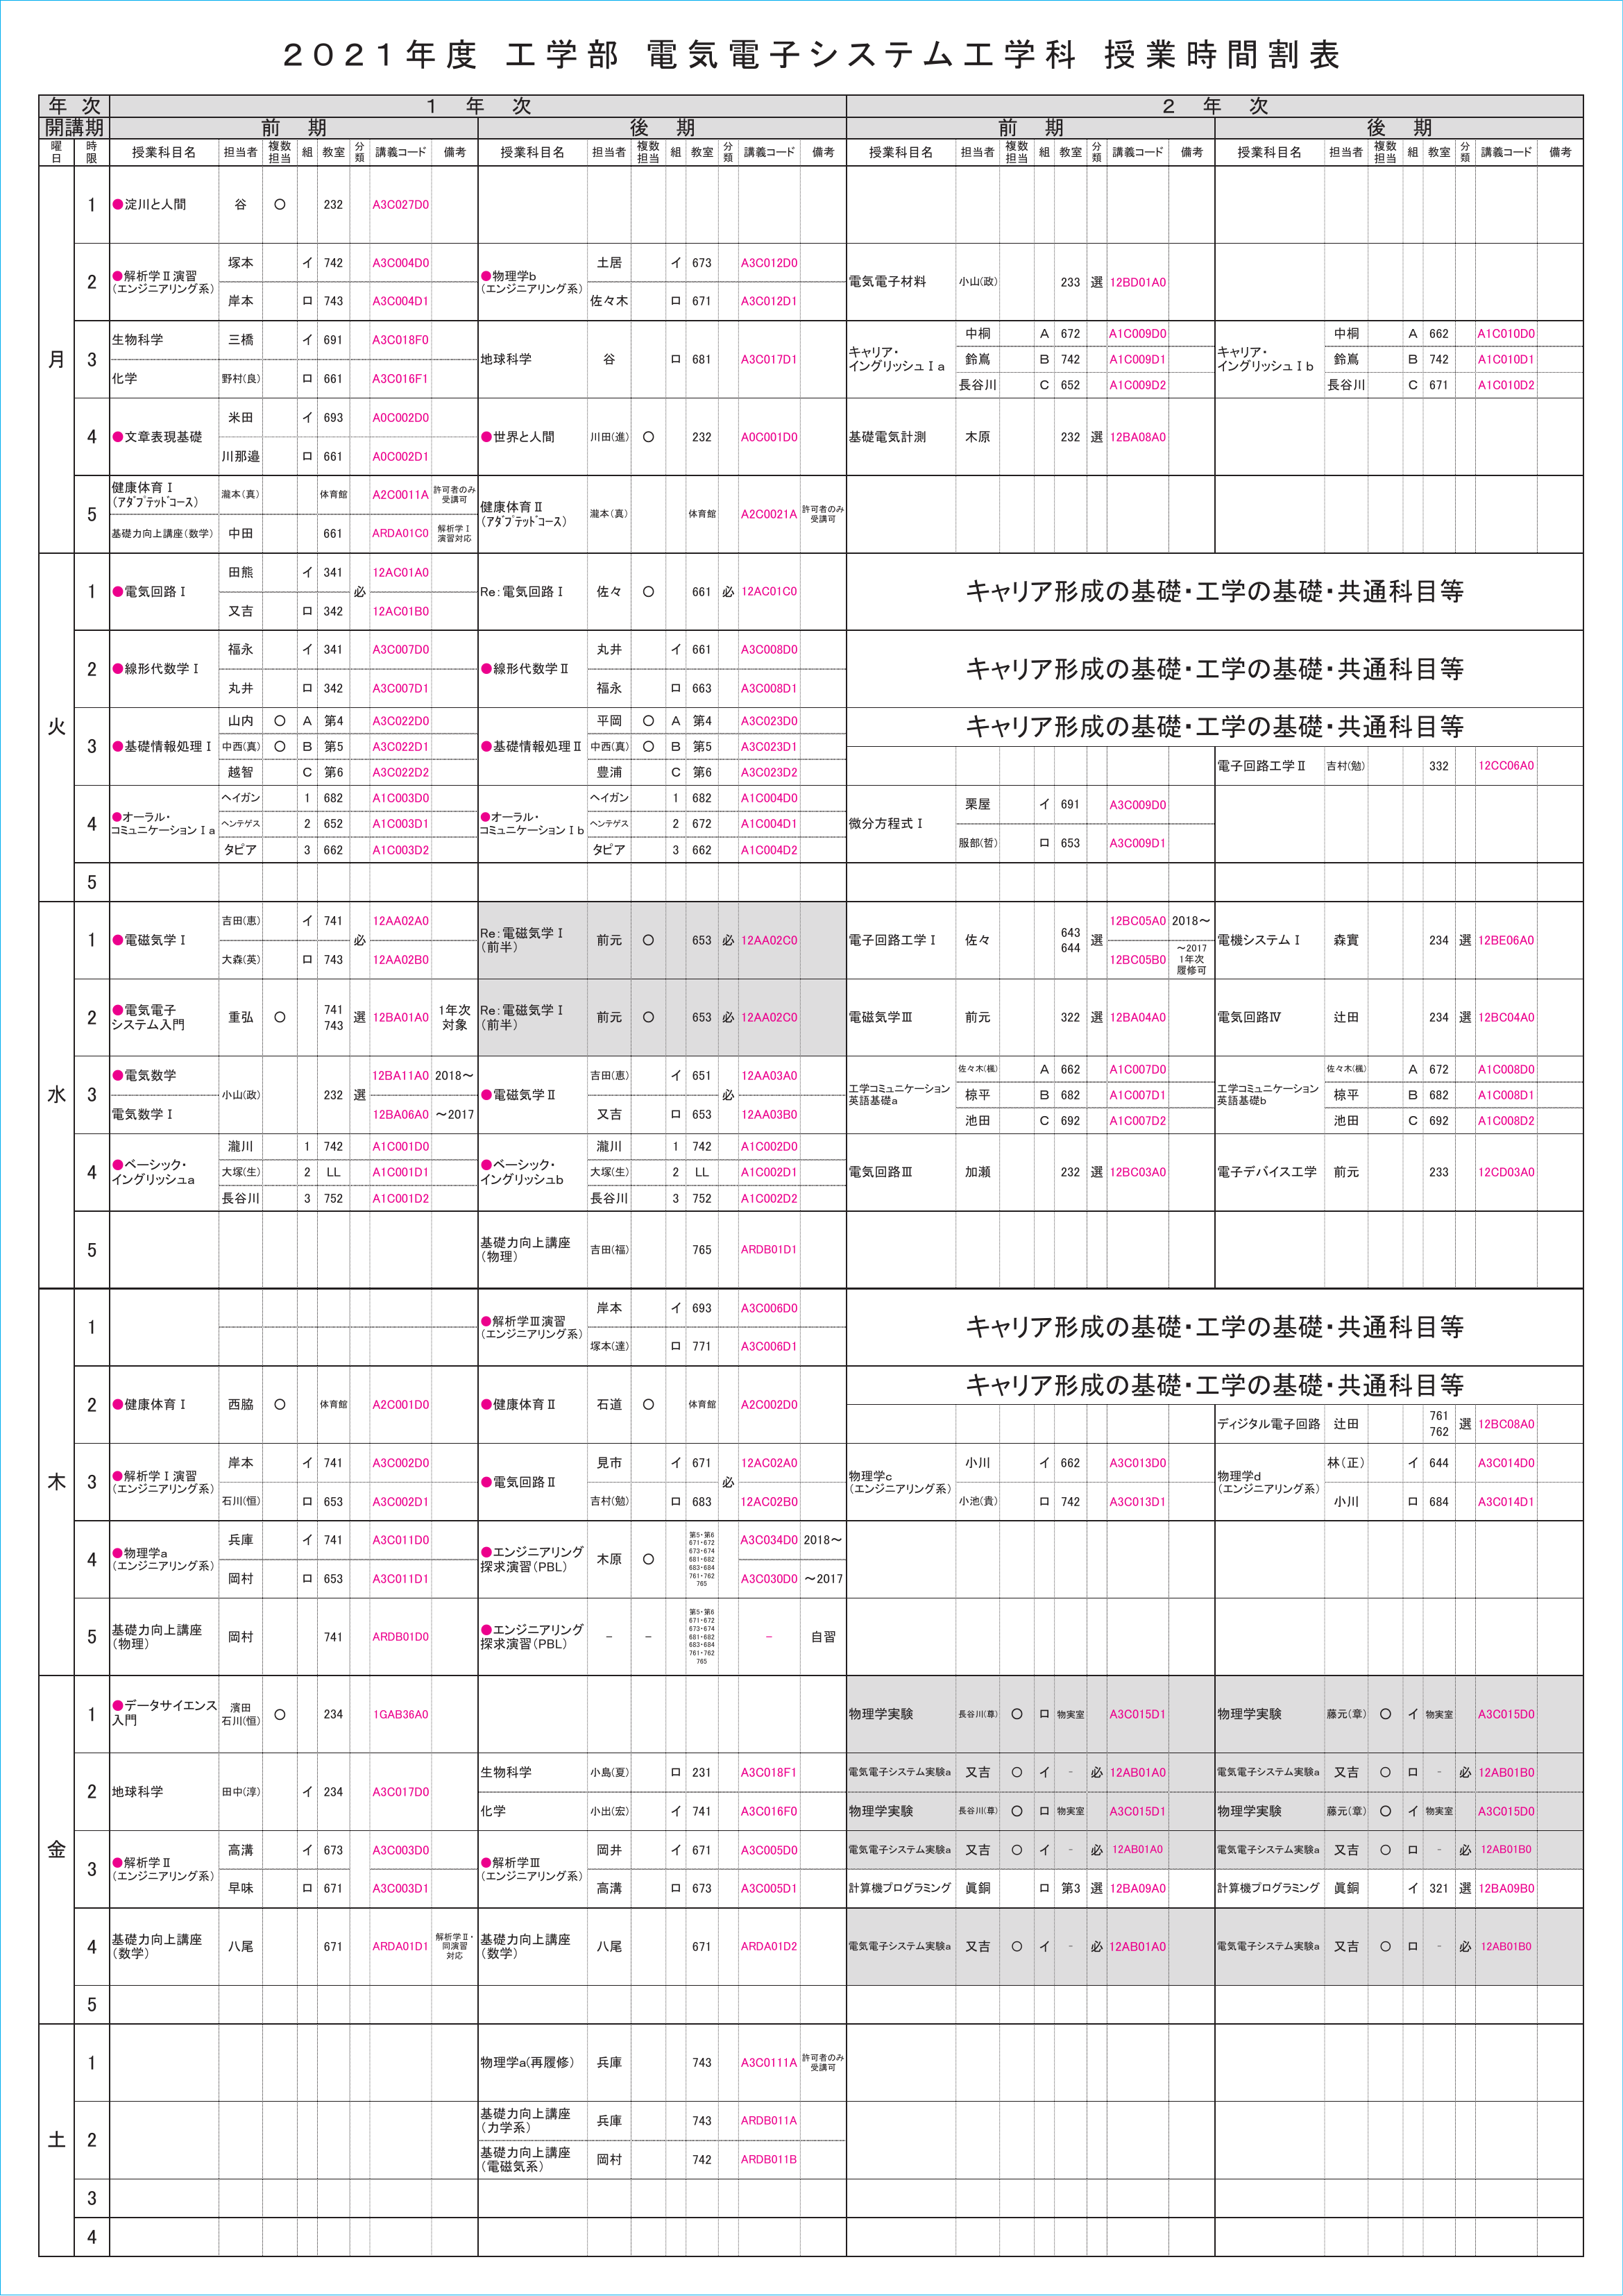 2021年度 工学部 電気電子システム工学科 授業時間割表
年次 1年次 2年次
開講期 前期 後期 前期 後期
曜日 時限 授業科目名 担当者 複数担当 組 教室 分類 講義コード 備考 授業科目名 担当者 複数担当 組 教室 分類 講義コード 備考 授業科目名 担当者 複数担当 組 教室 分類 講義コード 備考 授業科目名 担当者 複数担当 組 教室 分類 講義コード 備考
月
1 ●淀川と人間 谷 ○ 232 A3C027D0
2 ●解析学Ⅱ演習(エンジニアリング系) 塚本 イ 742 A3C004D0 ●物理学b(エンジニアリング系) 土居 イ 673 A3C012D0 電気電子材料 小山(政) 233 選 12BD01A0
岸本 ロ 743 A3C004D1 佐々木 ロ 671 A3C012D1
3 生物科学 三橋 イ 691 A3C018F0 地球科学 谷 ロ 681 A3C017D1 キャリア・イングリッシュⅠa 中桐 A 672 A1C009D0 キャリア・イングリッシュⅠb 中桐 A 662 A1C010D0
鈴嶌 B 742 A1C009D1 鈴嶌 B 742 A1C010D1
化学 野村(良) ロ 661 A3C016F1 長谷川 C 652 A1C009D2 長谷川 C 671 A1C010D2
4 ●文章表現基礎 米田 イ 693 A0C002D0 ●世界と人間 川田(進) ○ 232 A0C001D0 基礎電気計測 木原 232 選 12BA08A0
川那邉 ロ 661 A0C002D1
5 健康体育Ⅰ(アダプテッドコース) 瀧本(真) 体育館 A2C0011A 許可者のみ受講可 健康体育Ⅱ(アダプテッドコース) 瀧本(真) 体育館 A2C0021A 許可者のみ受講可
基礎力向上講座(数学) 中田 661 ARDA01C0 解析学Ⅰ演習対応
火
1 ●電気回路Ⅰ 田熊 イ 341 必 12AC01A0 Re:電気回路Ⅰ 佐々 ○ 661 必 12AC01C0 キャリア形成の基礎・工学の基礎・共通科目等
又吉 ロ 342 12AC01B0
2 ●線形代数学Ⅰ 福永 イ 341 A3C007D0 ●線形代数学Ⅱ 丸井 イ 661 A3C008D0 キャリア形成の基礎・工学の基礎・共通科目等
丸井 ロ 342 A3C007D1 福永 ロ 663 A3C008D1
3 ●基礎情報処理Ⅰ 山内 ○ A 第4 A3C022D0 ●基礎情報処理Ⅱ 平岡 ○ A 第4 A3C023D0 キャリア形成の基礎・工学の基礎・共通科目等
中西(真) ○ B 第5 A3C022D1 中西(真) ○ B 第5 A3C023D1 電子回路工学Ⅱ 吉村(勉) 332 12CC06A0
越智 C 第6 A3C022D2 豊浦 C 第6 A3C023D2
4 ●オーラル・コミュニケーションⅠa ヘイガン 1 682 A1C003D0 ●オーラル・コミュニケーションⅠb ヘイガン 1 682 A1C004D0 微分方程式Ⅰ 栗屋 イ 691 A3C009D0
ヘンテゲス 2 652 A1C003D1 ヘンテゲス 2 672 A1C004D1
タピア 3 662 A1C003D2 タピア 3 662 A1C004D2 服部(哲) ロ 653 A3C009D1
5
水
1 ●電磁気学Ⅰ 吉田(恵) イ 741 必 12AA02A0 Re:電磁気学Ⅰ(前半) 前元 ○ 653 必 12AA02C0 電子回路工学Ⅰ 佐々 643 644 選 12BC05A0 2018～ 電機システムⅠ 森實 234 選 12BE06A0
大森(英) ロ 743 12AA02B0 12BC05B0 ～2017 1年次履修可
2 ●電気電子システム入門 重弘 ○ 741 743 選 12BA01A0 1年次対象 Re:電磁気学Ⅰ(前半) 前元 ○ 653 必 12AA02C0 電磁気学Ⅲ 前元 322 選 12BA04A0 電気回路Ⅳ 辻田 234 選 12BC04A0
3 ●電気数学 小山(政) 232 選 12BA11A0 2018～ ●電磁気学Ⅱ 吉田(恵) イ 651 必 12AA03A0 工学コミュニケーション英語基礎a 佐々木(楓) A 662 A1C007D0 工学コミュニケーション英語基礎b 佐々木(楓) A 672 A1C008D0
椋平 B 682 A1C007D1 椋平 B 682 A1C008D1
電気数学Ⅰ 12BA06A0 ～2017 又吉 ロ 653 12AA03B0 池田 C 692 A1C007D2 池田 C 692 A1C008D2
4 ●ベーシック・イングリッシュa 瀧川 1 742 A1C001D0 ●ベーシック・イングリッシュb 瀧川 1 742 A1C002D0 電気回路Ⅲ 加瀬 232 選 12BC03A0 電子デバイス工学 前元 233 12CD03A0
大塚(生) 2 LL A1C001D1 大塚(生) 2 LL A1C002D1
長谷川 3 752 A1C001D2 長谷川 3 752 A1C002D2
5 基礎力向上講座(物理) 吉田(福) 765 ARDB01D1
木
1 ●解析学Ⅲ演習(エンジニアリング系) 岸本 イ 693 A3C006D0 キャリア形成の基礎・工学の基礎・共通科目等
塚本(達) ロ 771 A3C006D1
2 ●健康体育Ⅰ 西脇 ○ 体育館 A2C001D0 ●健康体育Ⅱ 石道 ○ 体育館 A2C002D0 キャリア形成の基礎・工学の基礎・共通科目等
ディジタル電子回路 辻田 761 762 選 12BC08A0
3 ●解析学Ⅰ演習(エンジニアリング系) 岸本 イ 741 A3C002D0 ●電気回路Ⅱ 見市 イ 671 必 12AC02A0 物理学c(エンジニアリング系) 小川 イ 662 A3C013D0 物理学d(エンジニアリング系) 林(正) イ 644 A3C014D0
石川(恒) ロ 653 A3C002D1 吉村(勉) ロ 683 12AC02B0 小池(貴) ロ 742 A3C013D1 小川 ロ 684 A3C014D1
4 ●物理学a(エンジニアリング系) 兵庫 イ 741 A3C011D0 ●エンジニアリング探求演習(PBL) 木原 ○ 第5・第6 671・672 673・674 681・682 683・684 761・762 765 A3C034D0 2018～
岡村 ロ 653 A3C011D1 A3C030D0 ～2017
5 基礎力向上講座(物理) 岡村 741 ARDB01D0 ●エンジニアリング探求演習(PBL) － － 第5・第6 671・672 673・674 681・682 683・684 761・762 765 － 自習
金
1 ●データサイエンス入門 濱田 石川(恒) ○ 234 1GAB36A0 物理学実験 長谷川(尊) ○ ロ 物実室 A3C015D1 物理学実験 藤元(章) ○ イ 物実室 A3C015D0
2 地球科学 田中(淳) イ 234 A3C017D0 生物科学 小島(夏) ロ 231 A3C018F1 電気電子システム実験a 又吉 ○ イ - 必 12AB01A0 電気電子システム実験a 又吉 ○ ロ - 必 12AB01B0
化学 小出(宏) イ 741 A3C016F0 物理学実験 長谷川(尊) ○ ロ 物実室 A3C015D1 物理学実験 藤元(章) ○ イ 物実室 A3C015D0
3 ●解析学Ⅱ(エンジニアリング系) 高溝 イ 673 A3C003D0 ●解析学Ⅲ(エンジニアリング系) 岡井 イ 671 A3C005D0 電気電子システム実験a 又吉 ○ イ - 必 12AB01A0 電気電子システム実験a 又吉 ○ ロ - 必 12AB01B0
早味 ロ 671 A3C003D1 高溝 ロ 673 A3C005D1 計算機プログラミング 眞銅 ロ 第3 選 12BA09A0 計算機プログラミング 眞銅 イ 321 選 12BA09B0
4 基礎力向上講座(数学) 八尾 671 ARDA01D1 解析学Ⅱ・同演習対応 基礎力向上講座(数学) 八尾 671 ARDA01D2 電気電子システム実験a 又吉 ○ イ - 必 12AB01A0 電気電子システム実験a 又吉 ○ ロ - 必 12AB01B0
5
土
1 物理学a(再履修) 兵庫 743 A3C0111A 許可者のみ受講可
2 基礎力向上講座(力学系) 兵庫 743 ARDB011A
基礎力向上講座(電磁気系) 岡村 742 ARDB011B
3
4